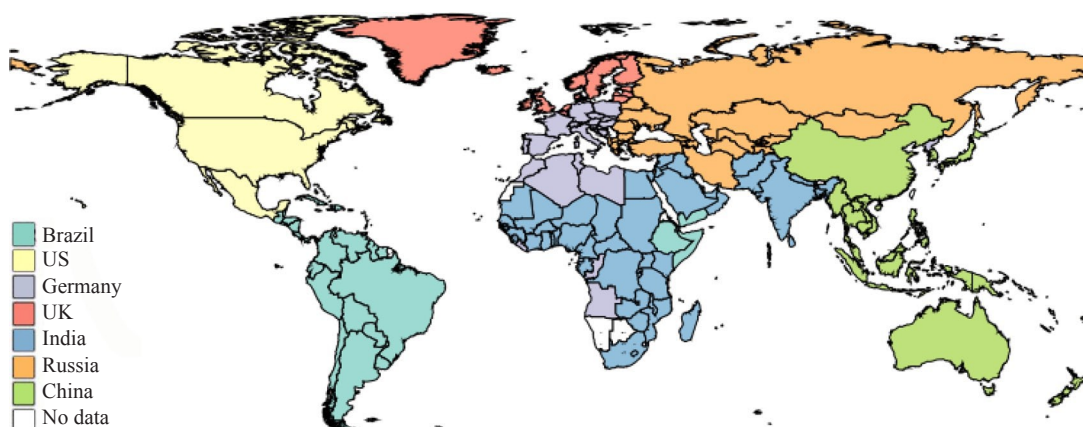 Brazil
US
Germany
UK
India
Russia
China
No data